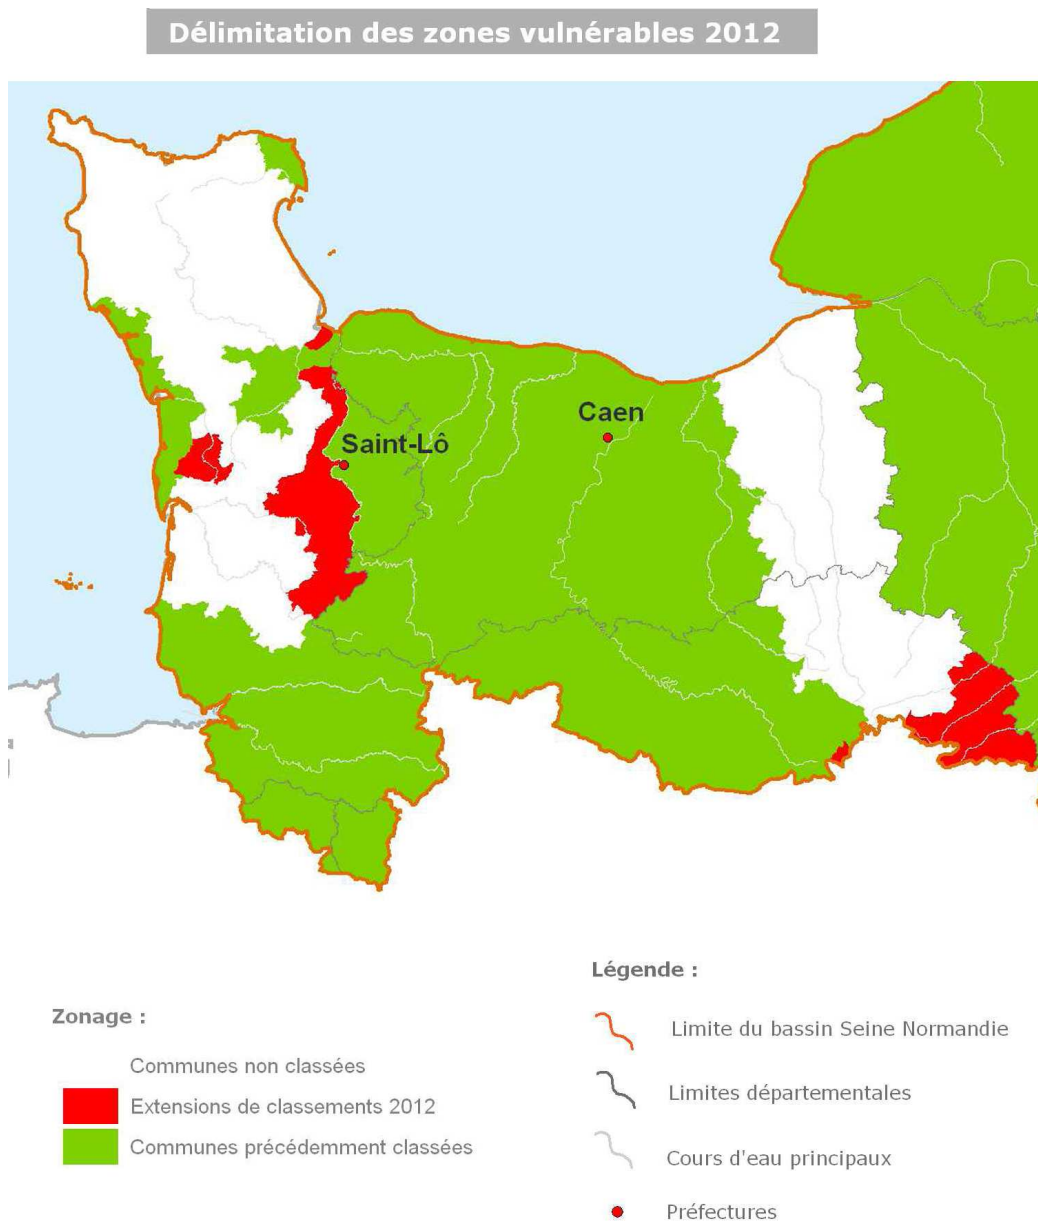 Délimitation des zones vulnérables 2012
Caen
Saint-Lô
Légende :
Zonage :
Limite du bassin Seine Normandie
Communes non classées
Limites départementales
Extensions de classements 2012
Communes précédemment classées
Cours d'eau principaux
Préfectures